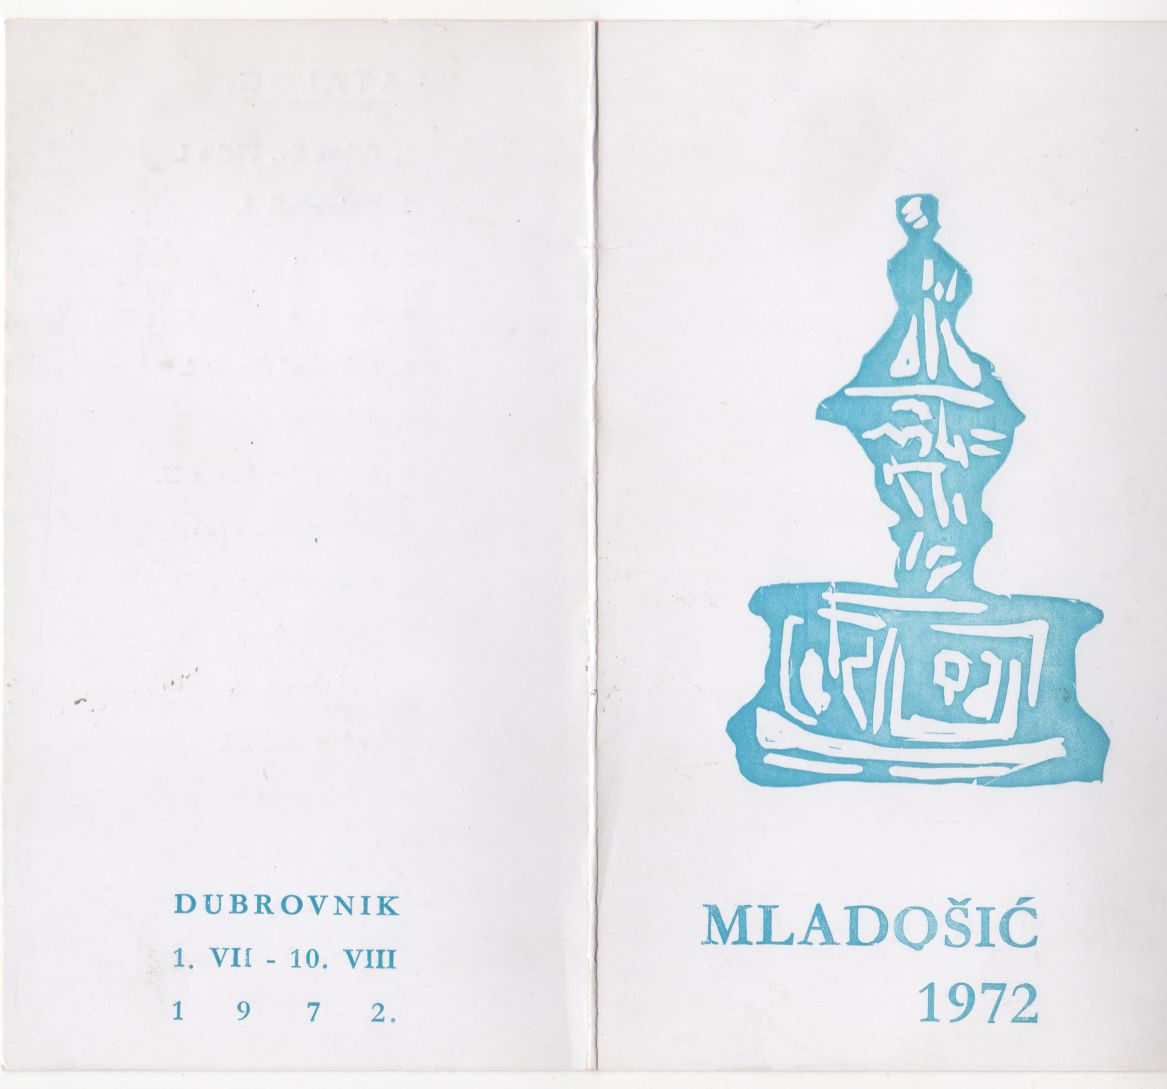 DUBROVNIK
1. VII - 10. VIII
1 9 7 2.
MLADOŠIĆ
1972